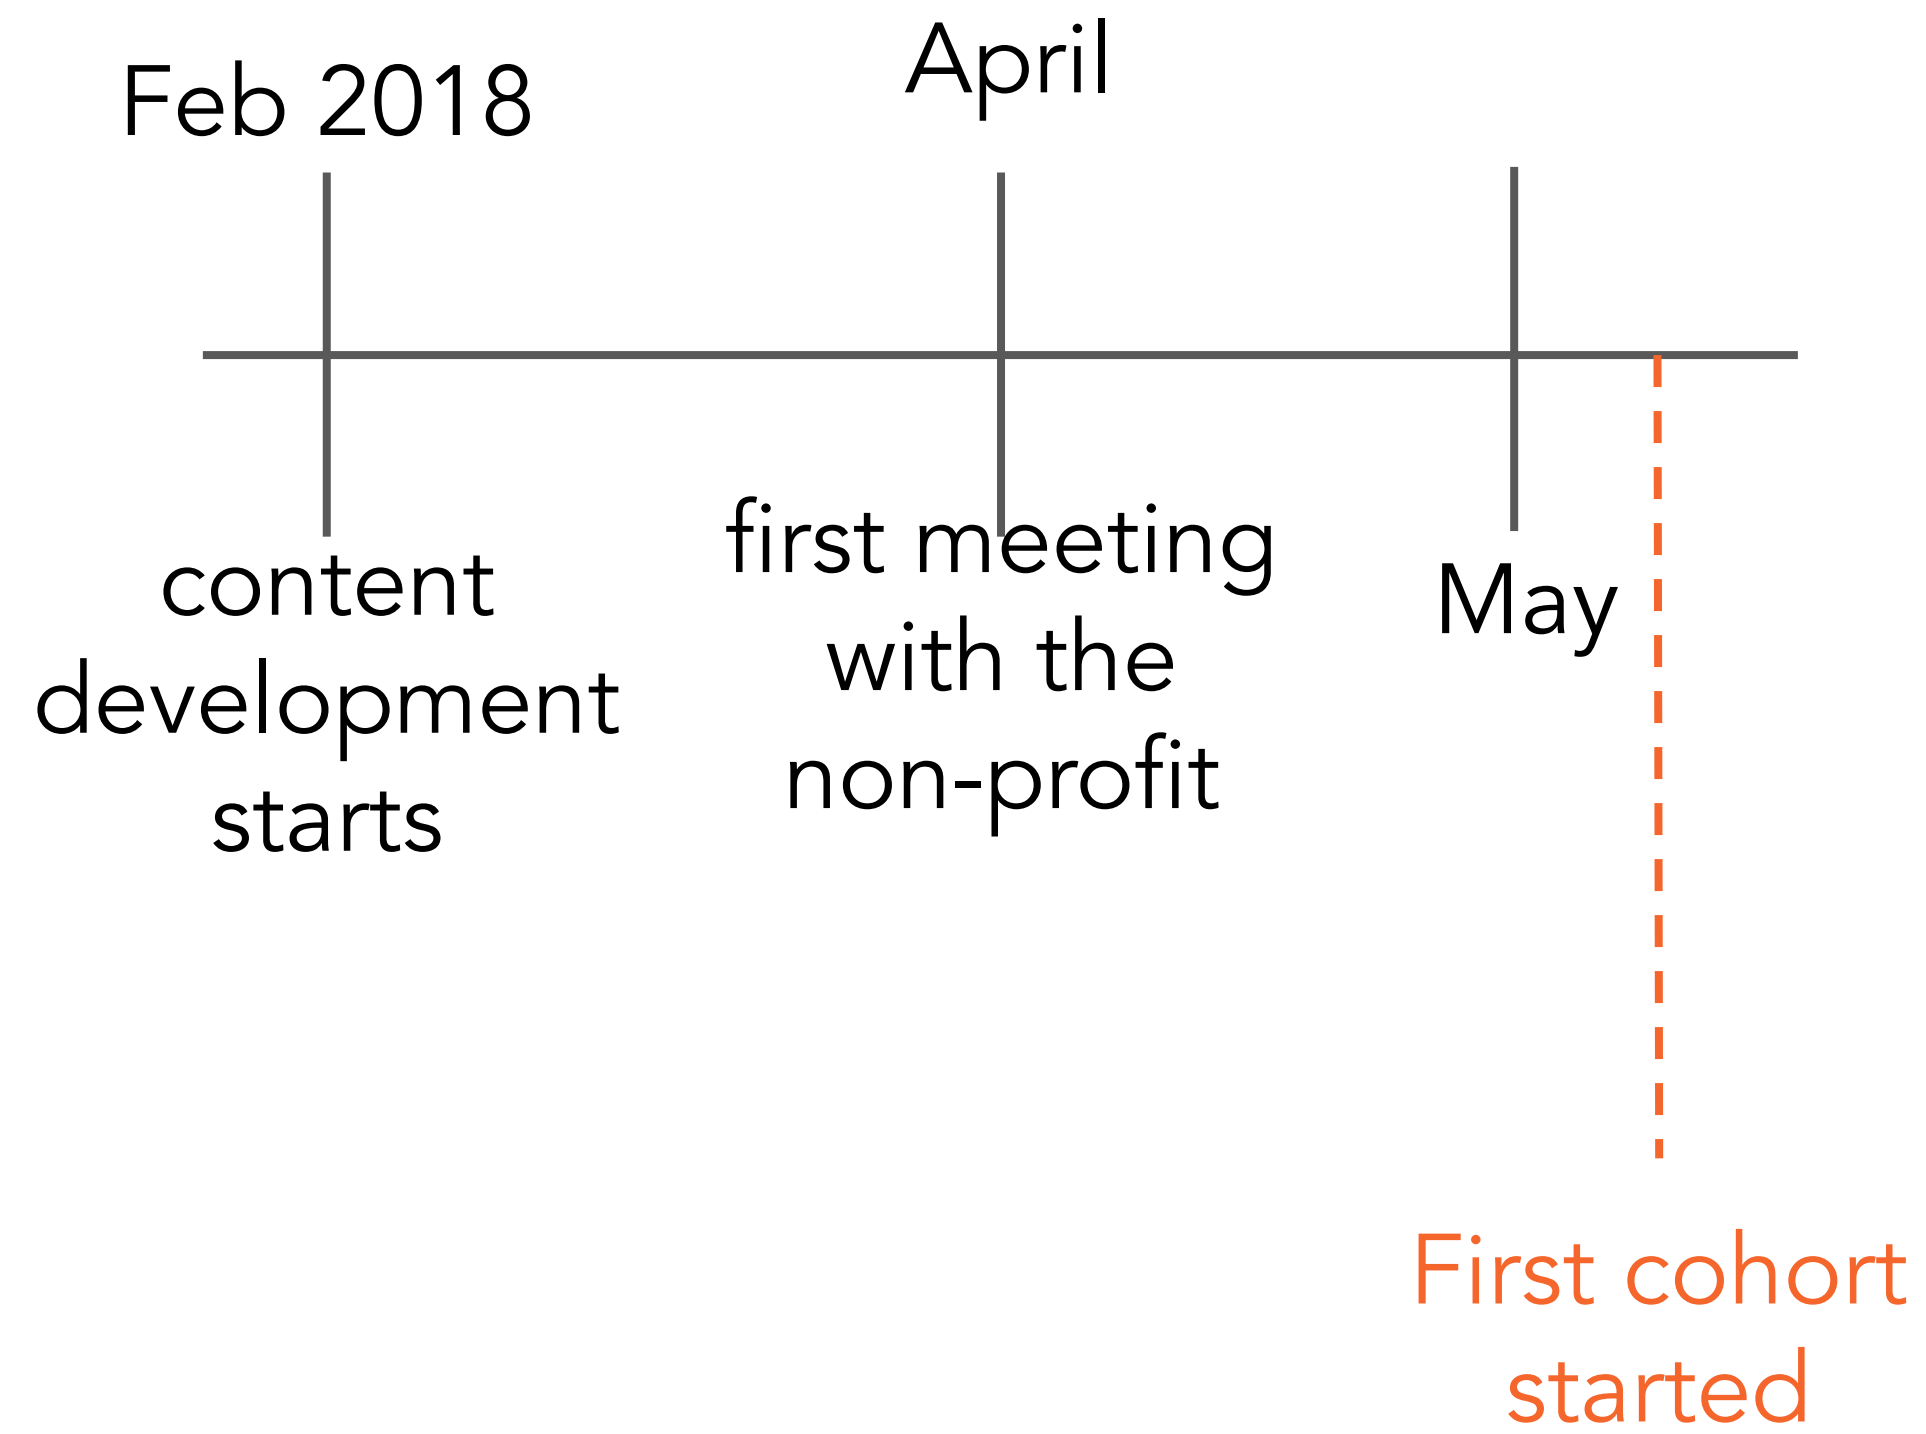 Feb 2018
April
content
development
starts
first meeting
with the
non-profit
May
First cohort
started